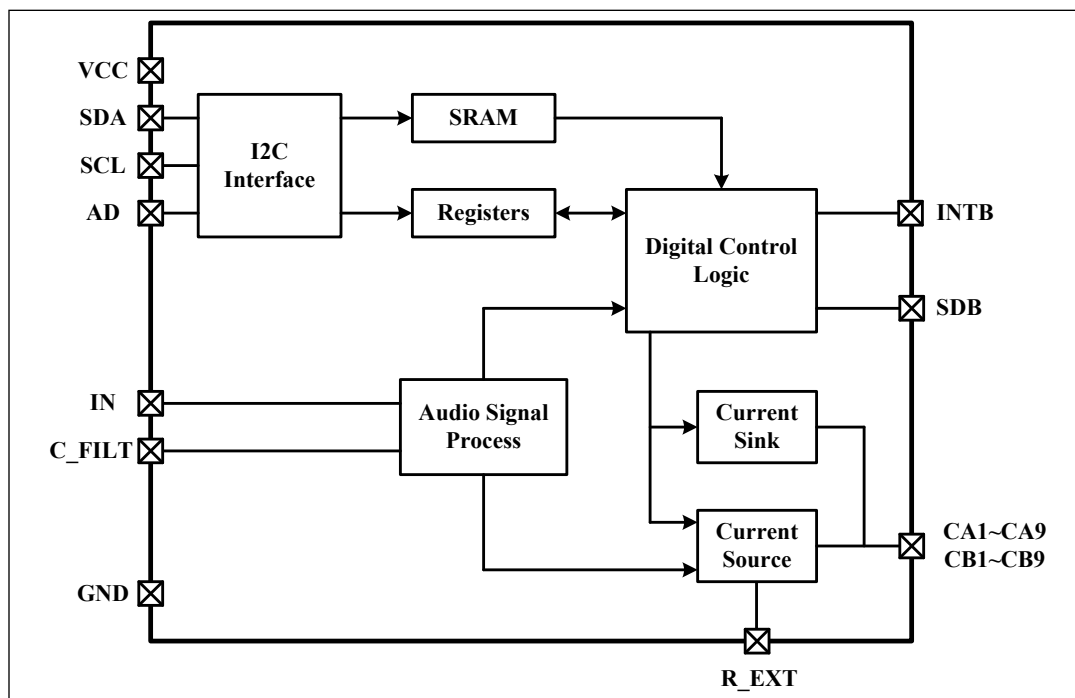 VCC
SDA
SCL
AD
I2C
Interface
SRAM
Registers
Digital Control
Logic
INTB
SDB
IN
C_FILT
Audio Signal
Process
Current
Sink
Current
Source
CA1~CA9
CB1~CB9
GND
R_EXT